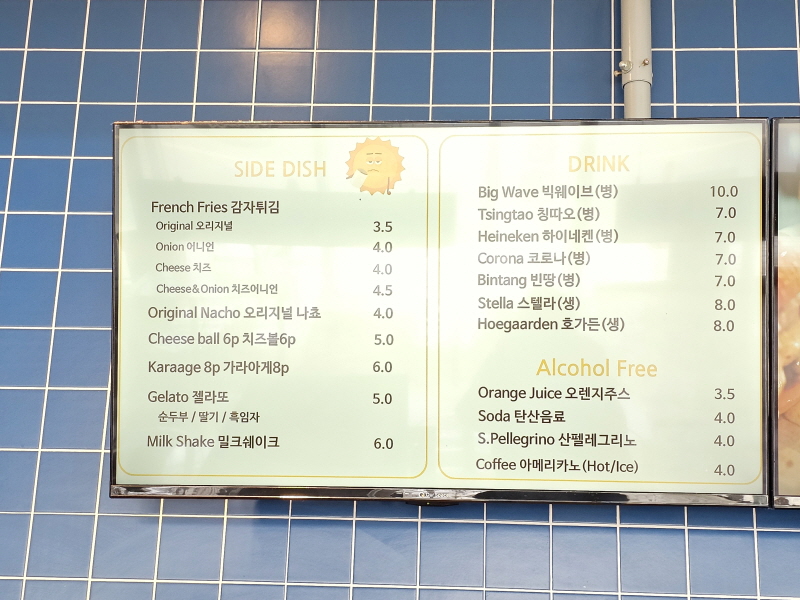 SIDE DISH
French Fries 감자튀김
Original 오리지널 3.5
Onion 이니언 4.0
Cheese 치즈 4.0
Cheese&Onion 치즈어니언 4.5
Original Nacho 오리지널 나쵸 4.0
Cheese ball 6p 치즈볼6p 5.0
Karaage 8p 가라아게8p 6.0
Gelato 젤라또 5.0
순두부 / 딸기 / 흑임자
Milk Shake 밀크쉐이크 6.0
DRINK
Big Wave 빅웨이브(병) 10.0
Tsingtao 칭따오(병) 7.0
Heineken 하이네켄(병) 7.0
Corona 코로나(병) 7.0
Bintang 빈땅(병) 7.0
Stella 스텔라(생) 8.0
Hoegaarden 호가든(생) 8.0
Alcohol Free
Orange Juice 오렌지주스 3.5
Soda 탄산음료 4.0
S.Pellegrino 산펠레그리노 4.0
Coffee 아메리카노(Hot/Ice) 4.0